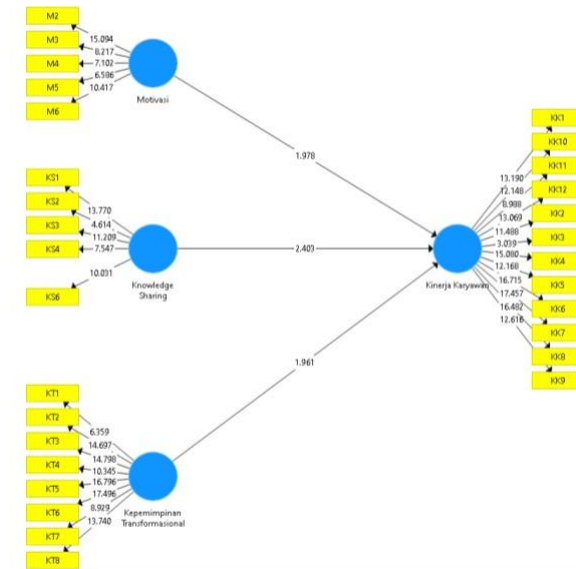 M2
M3
M4
M5
M6
15.094
8.217
7.102
6.586
10.417
Motivasi
1.978
KS1
KS2
KS3
KS4
KS6
13.770
4.614
11.209
7.547
10.031
Knowledge
Sharing
2.403
KT1
KT2
KT3
KT4
KT5
KT6
KT7
KT8
6.359
14.697
14.798
10.345
16.796
17.496
8.929
13.740
Kepemimpinan
Transformasional
1.961
Kinerja Karyawan
13.190
12.148
8.988
13.069
11.488
3.039
15.080
12.168
16.715
17.457
16.482
12.616
KK1
KK10
KK11
KK12
KK2
KK3
KK4
KK5
KK6
KK7
KK8
KK9